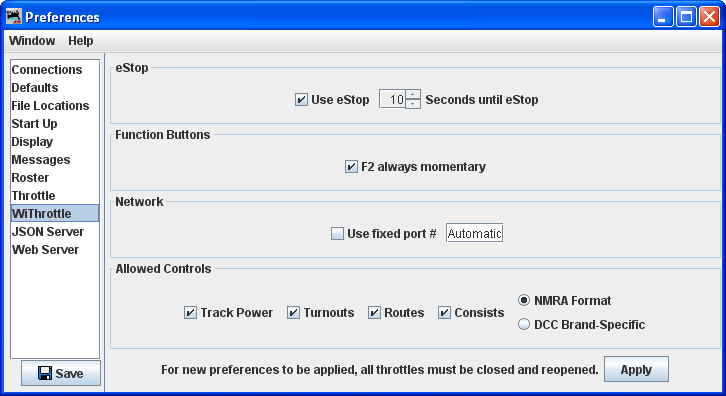 Preferences
Window Help
Connections
Defaults
File Locations
Start Up
Display
Messages
Roster
Throttle
WiThrottle
JSON Server
Web Server
Save
eStop
Use eStop 10 Seconds until eStop
Function Buttons
F2 always momentary
Network
Use fixed port # Automatic
Allowed Controls
Track Power Turnouts Routes Consists
NMRA Format
DCC Brand-Specific
For new preferences to be applied, all throttles must be closed and reopened. Apply